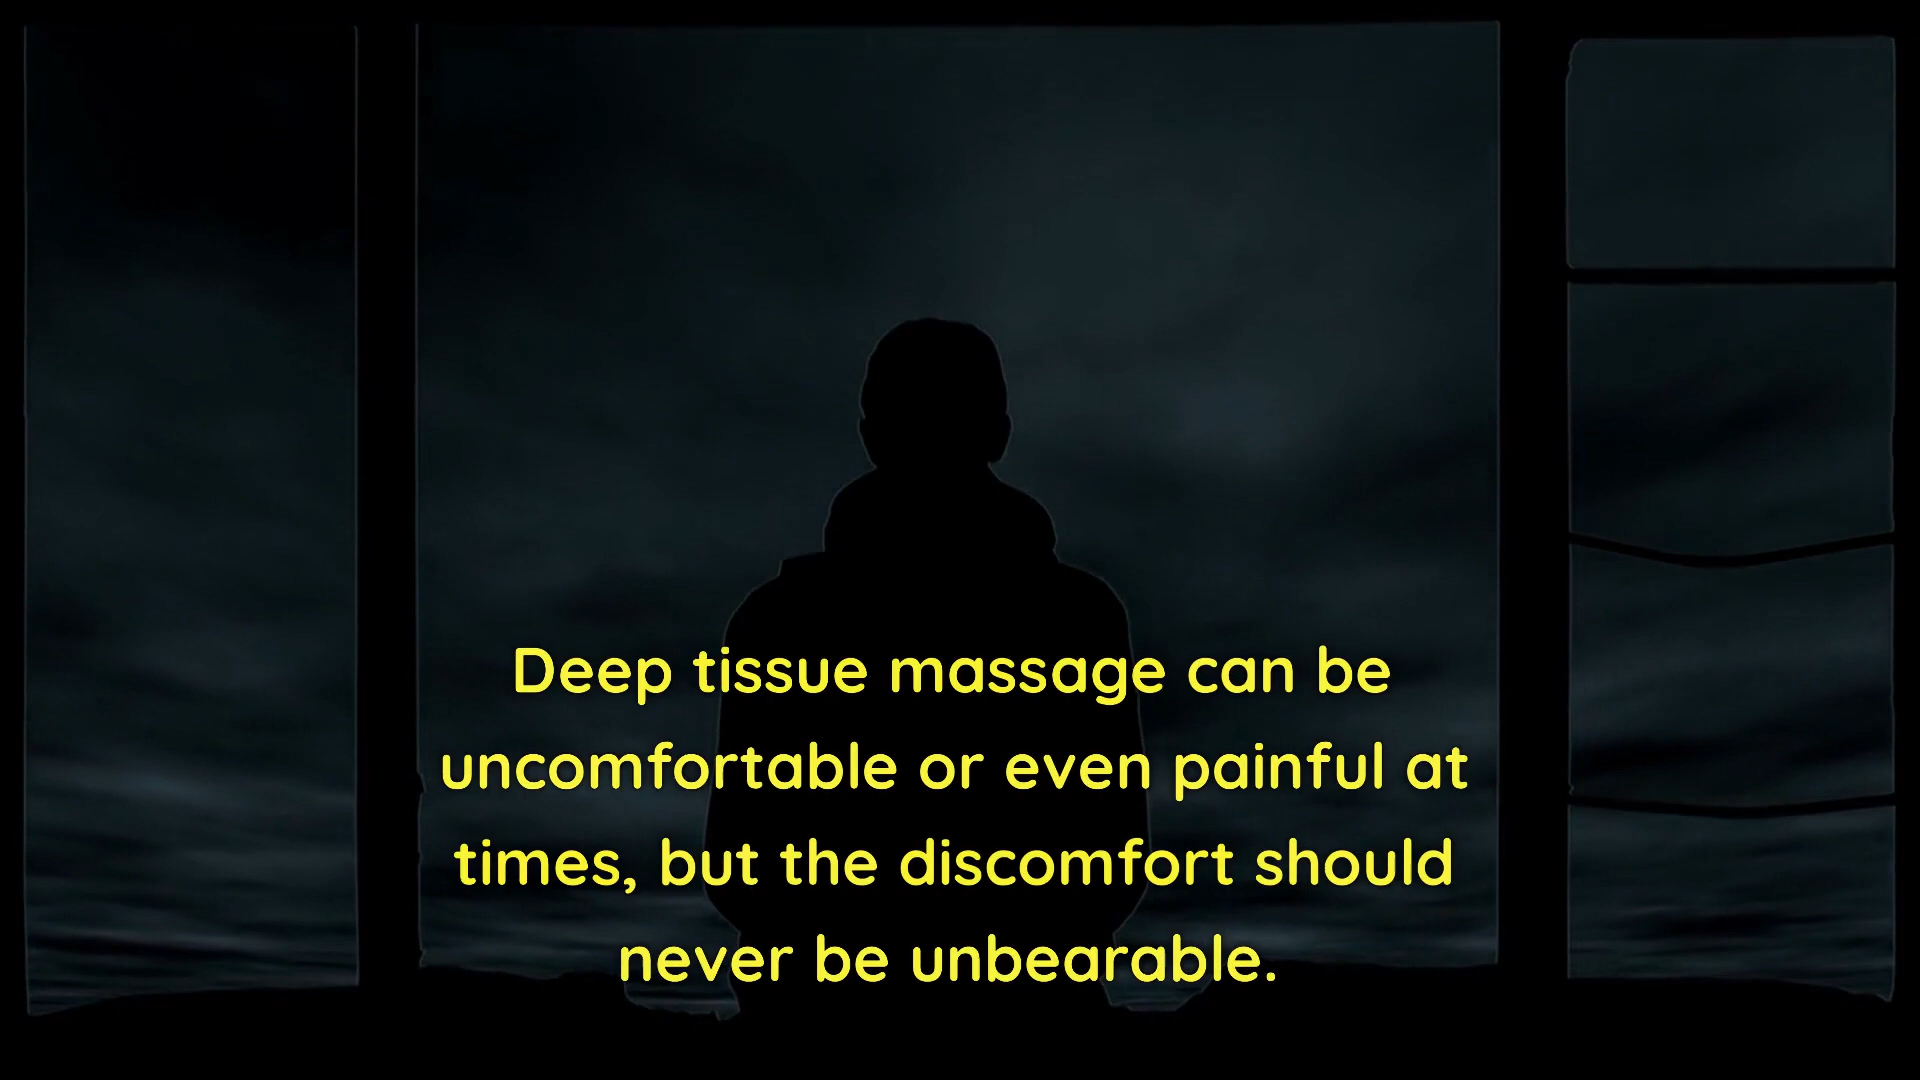 Deep tissue massage can be
uncomfortable or even painful at
times, but the discomfort should
never be unbearable.